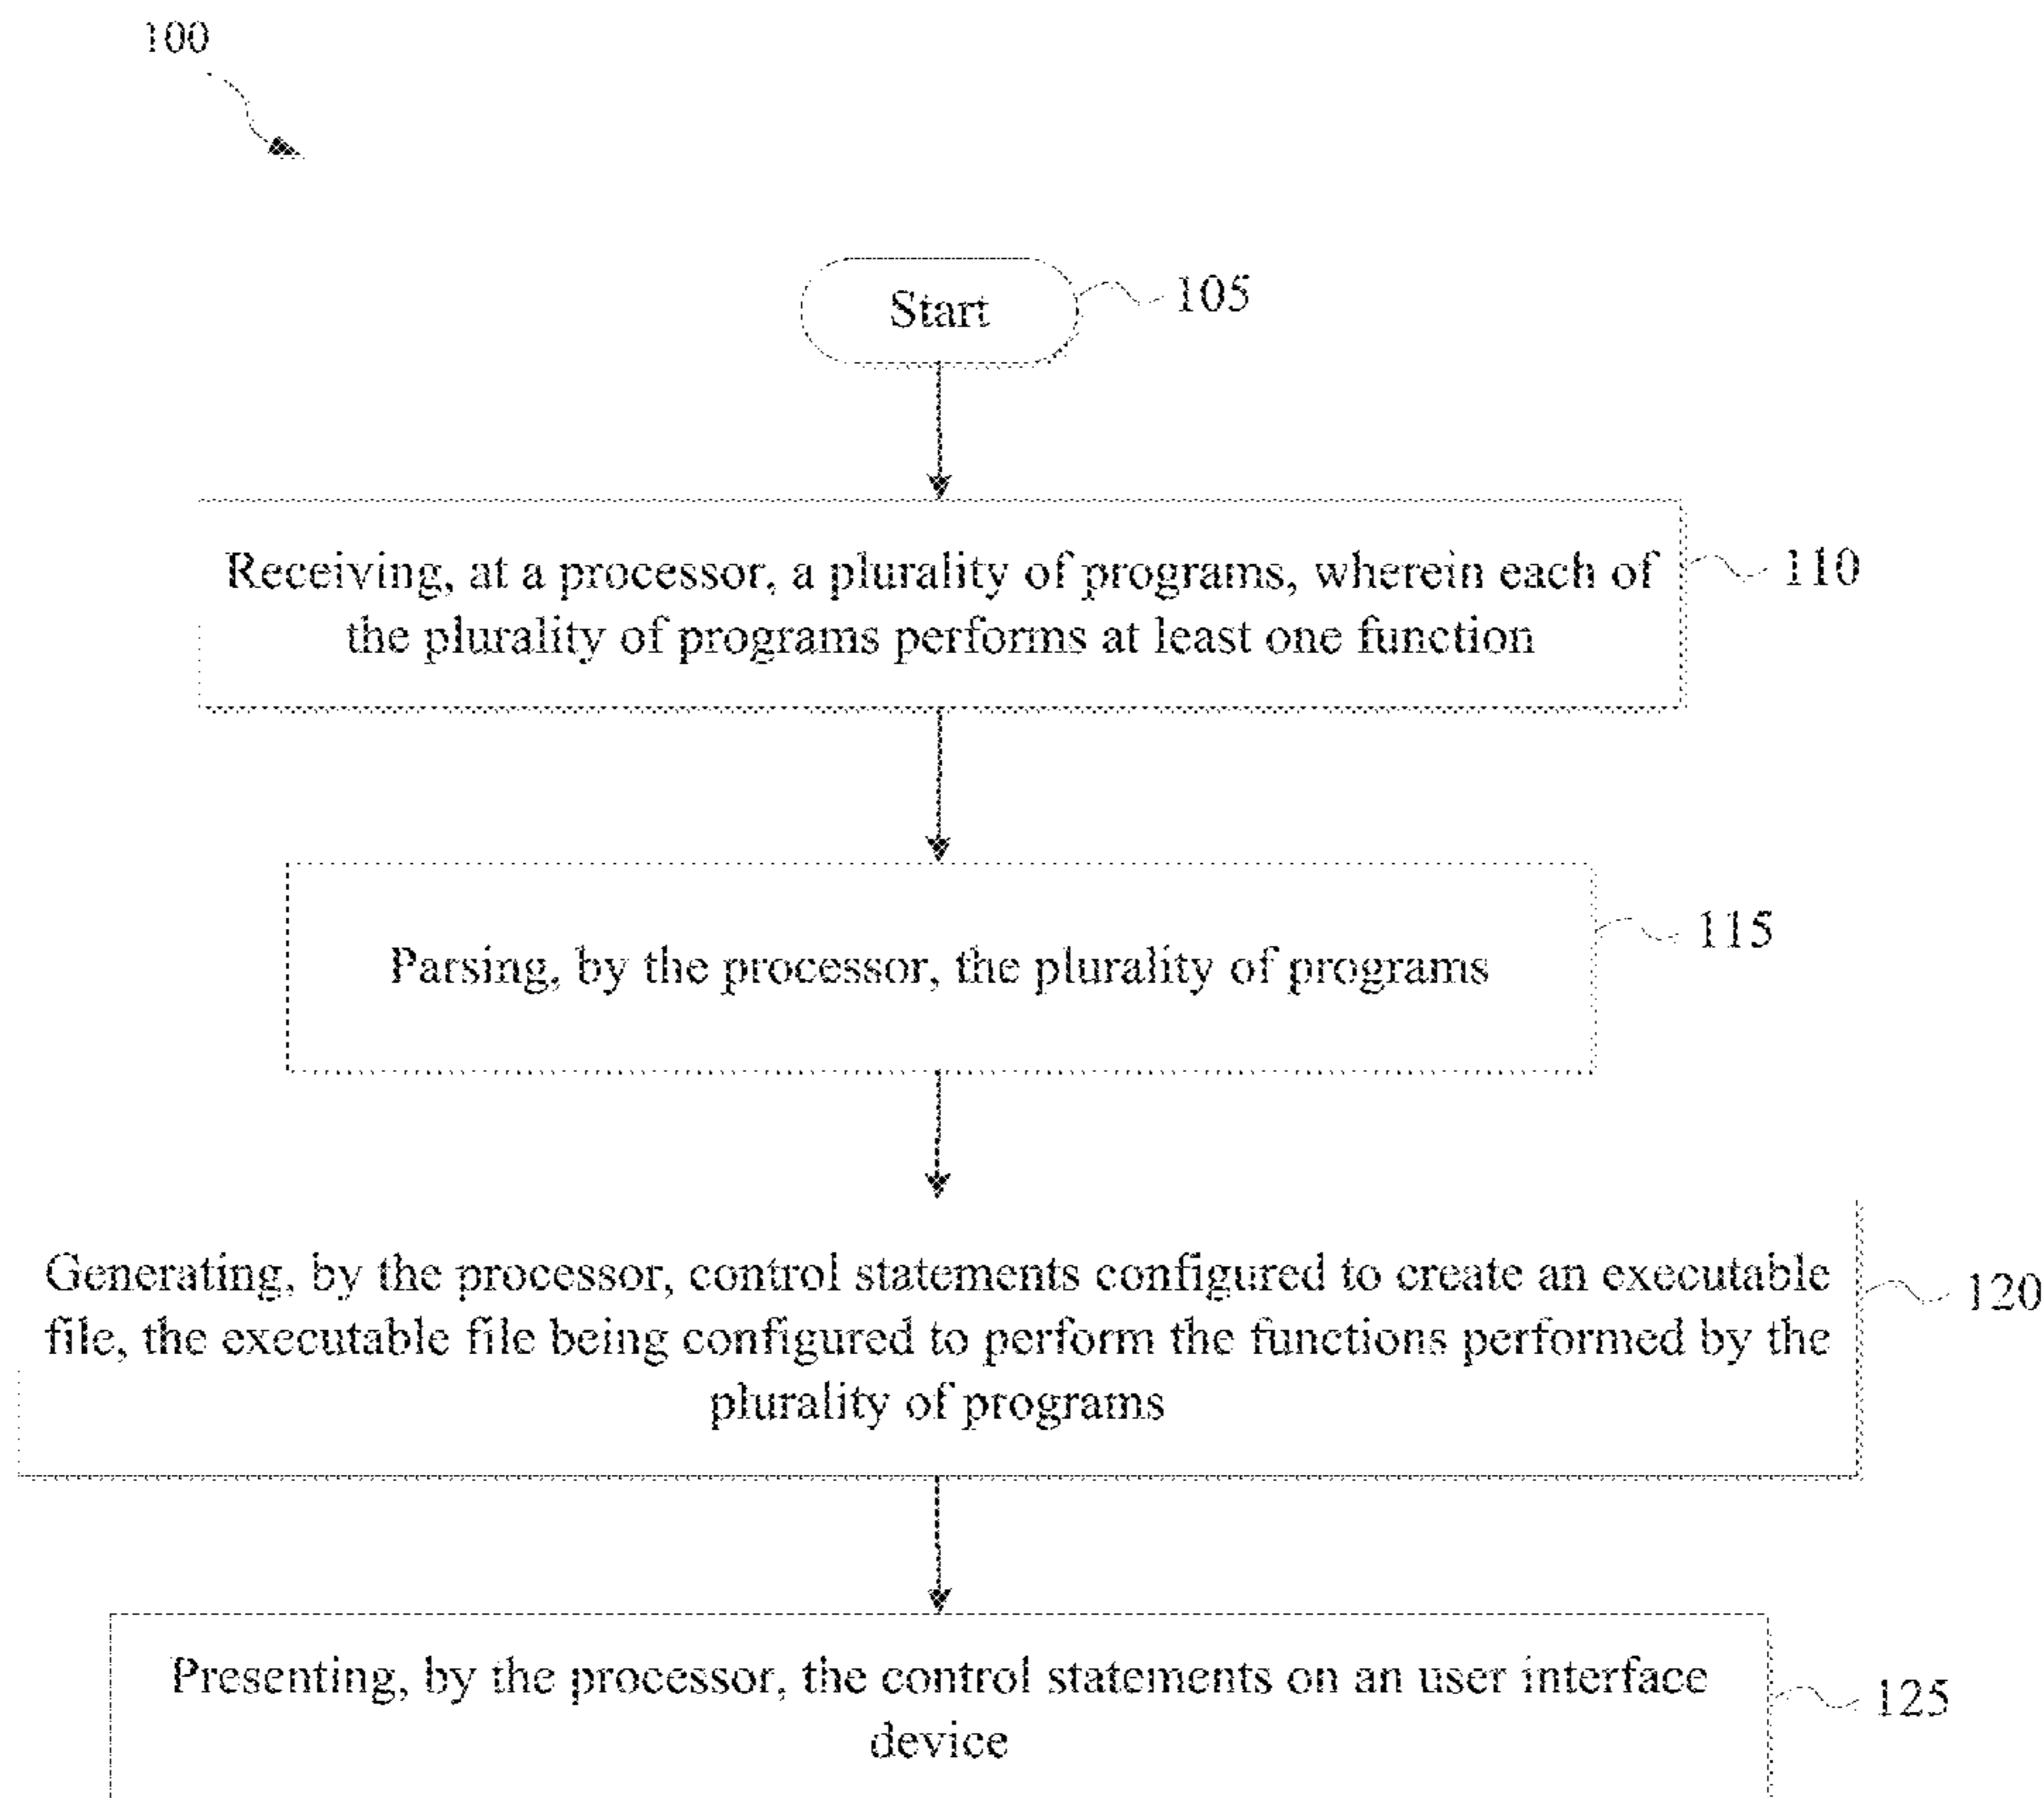 100
Start
105
Receiving, at a processor, a plurality of programs, wherein each of
the plurality of programs performs at least one function
110
Parsing, by the processor, the plurality of programs
115
Generating, by the processor, control statements configured to create an executable
file, the executable file being configured to perform the functions performed by the
plurality of programs
120
Presenting, by the processor, the control statements on an user interface
device
125